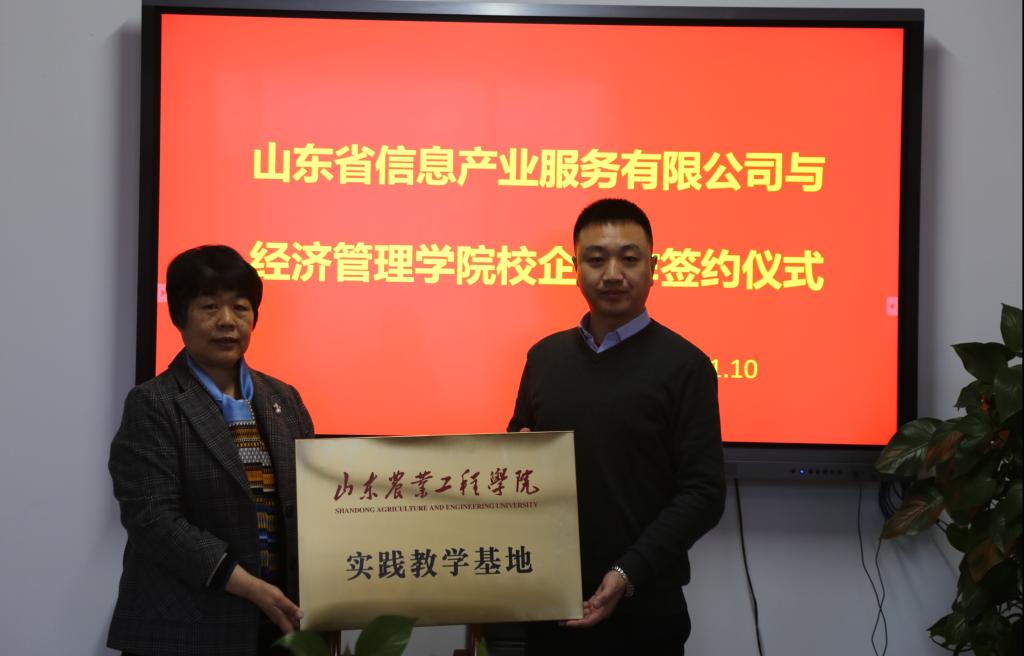 山东省信息产业服务有限公司与
经济管理学院校企 签约仪式
1.10
山东农业工程學院
SHANDONG AGRICULTURE AND ENGINEERING UNIVERSITY
实践教学基地